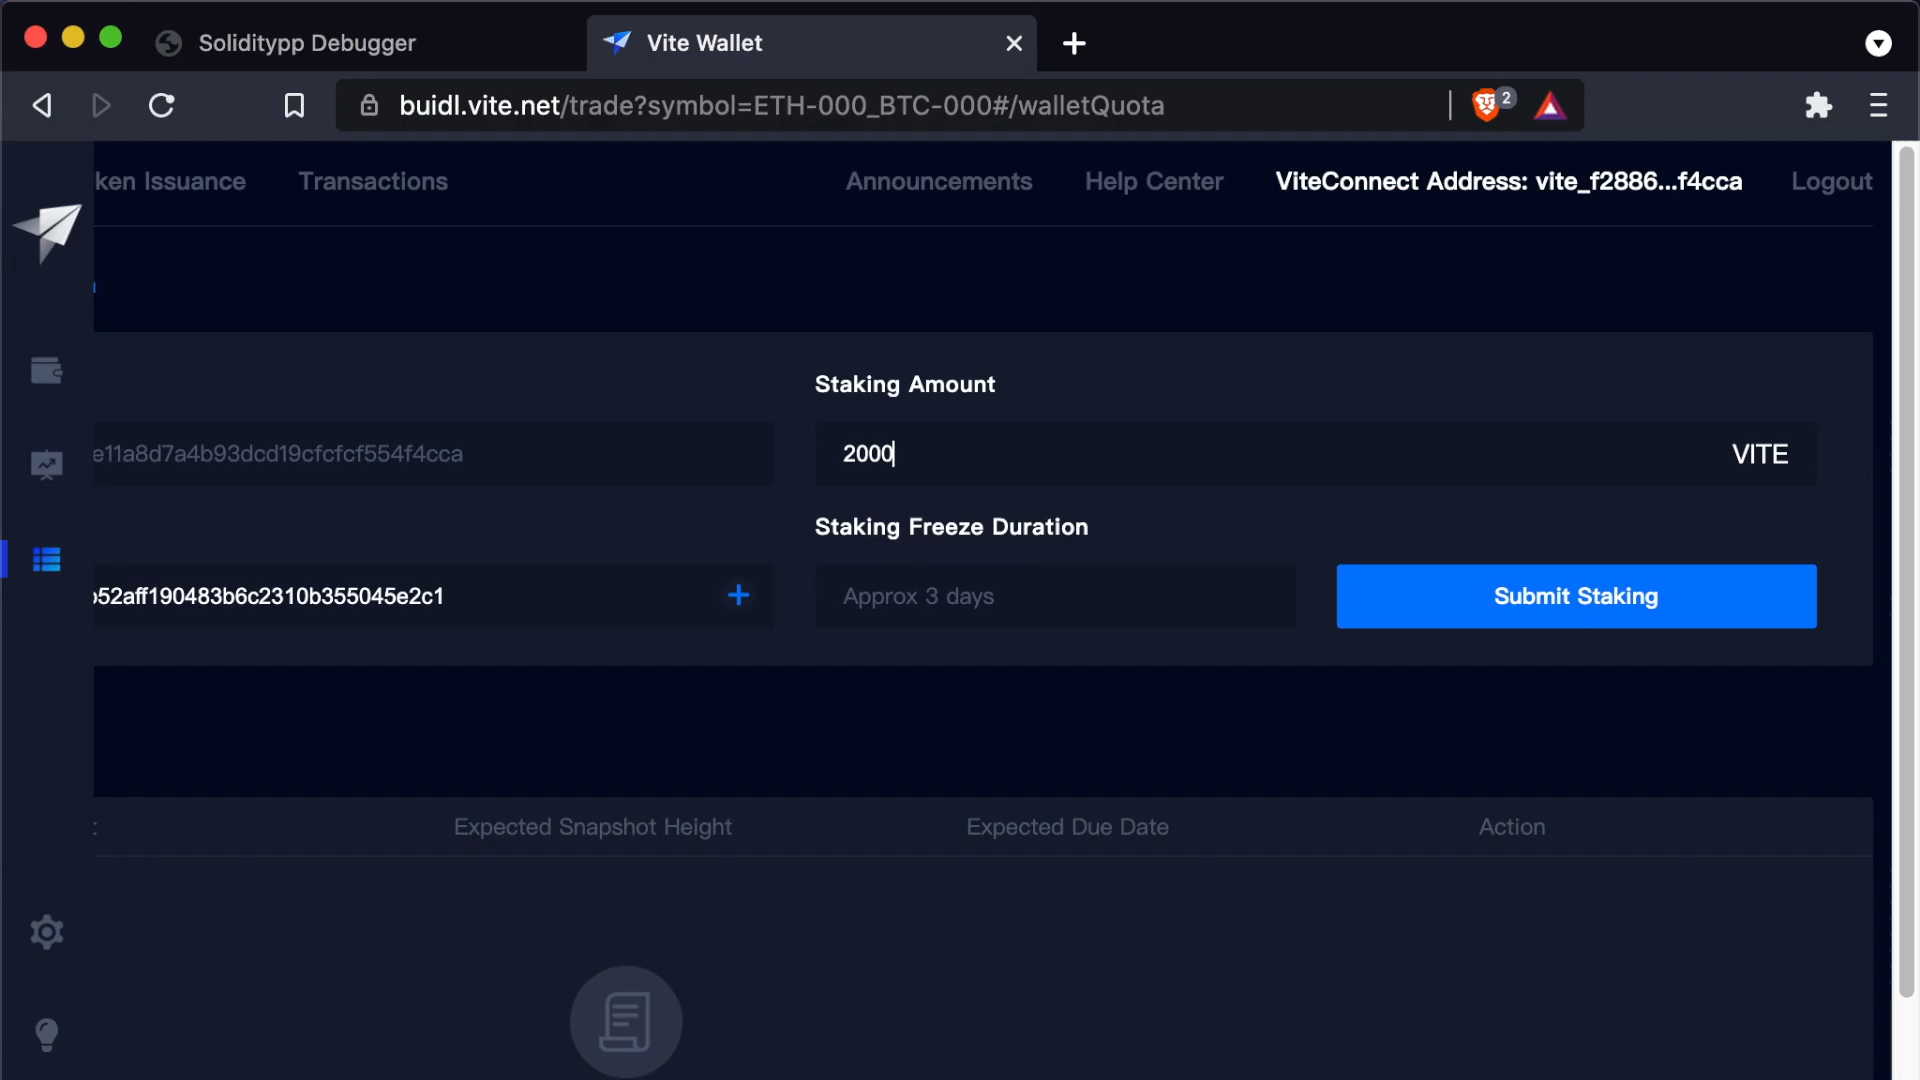 Soliditypp Debugger
Vite Wallet
buidl.vite.net/trade?symbol=ETH-000_BTC-000#/walletQuota
2
ken Issuance
Transactions
Announcements
Help Center
ViteConnect Address: vite_f2886...f4cca
Logout
Staking Amount
e11a8d7a4b93dcd19cfcfcf554f4cca
2000
VITE
Staking Freeze Duration
b52aff190483b6c2310b355045e2c1
Approx 3 days
Submit Staking
Expected Snapshot Height
Expected Due Date
Action